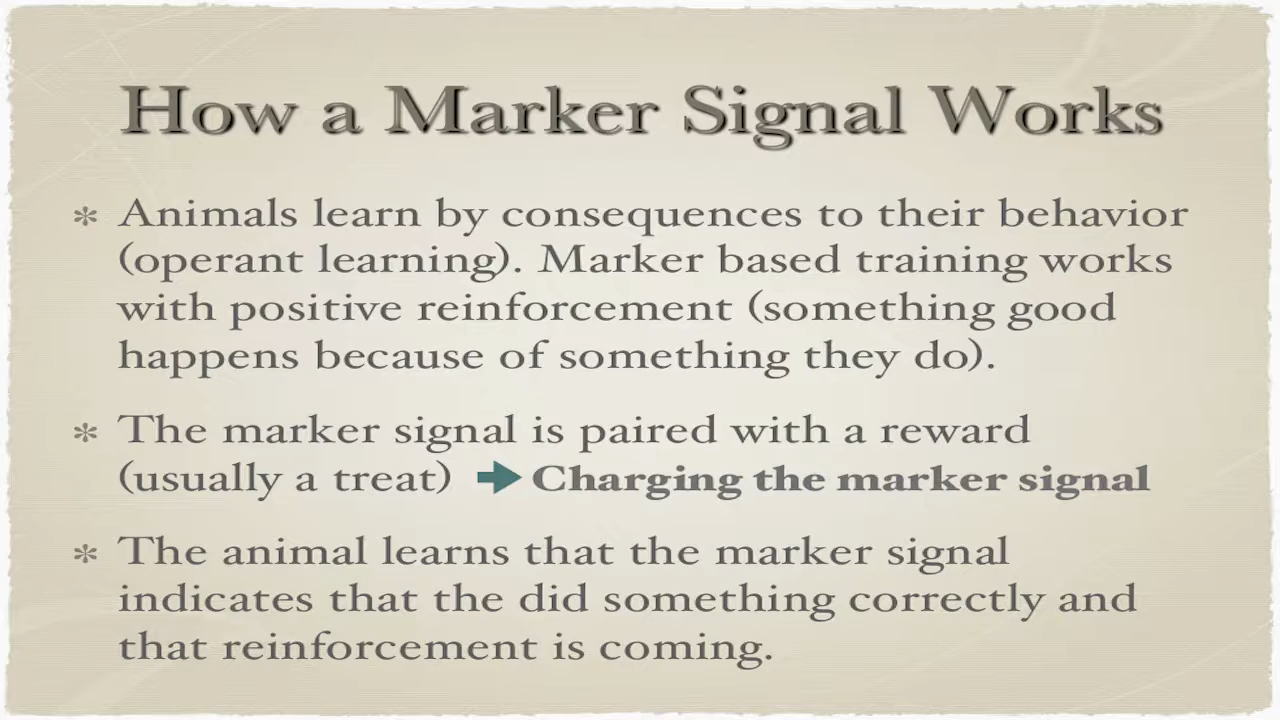 How a Marker Signal Works
* Animals learn by consequences to their behavior
(operant learning). Marker based training works
with positive reinforcement (something good
happens because of something they do).
* The marker signal is paired with a reward
(usually a treat) ➡ Charging the marker signal
* The animal learns that the marker signal
indicates that the did something correctly and
that reinforcement is coming.